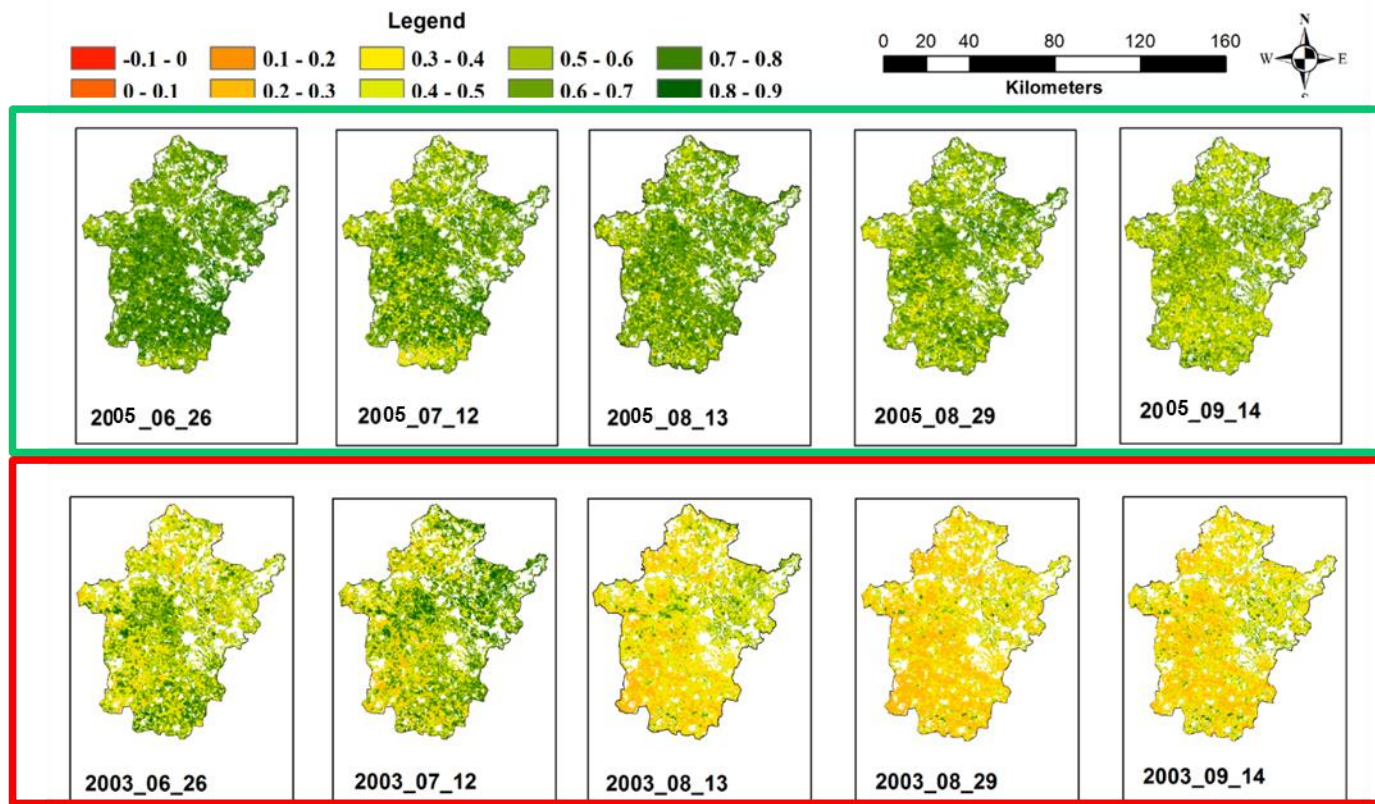 Legend
-0.1 - 0 0.1 - 0.2 0.3 - 0.4 0.5 - 0.6 0.7 - 0.8
0 - 0.1 0.2 - 0.3 0.4 - 0.5 0.6 - 0.7 0.8 - 0.9
0 20 40 80 120 160
Kilometers
N
W E
S
2005_06_26 2005_07_12 2005_08_13 2005_08_29 2005_09_14
2003_06_26 2003_07_12 2003_08_13 2003_08_29 2003_09_14